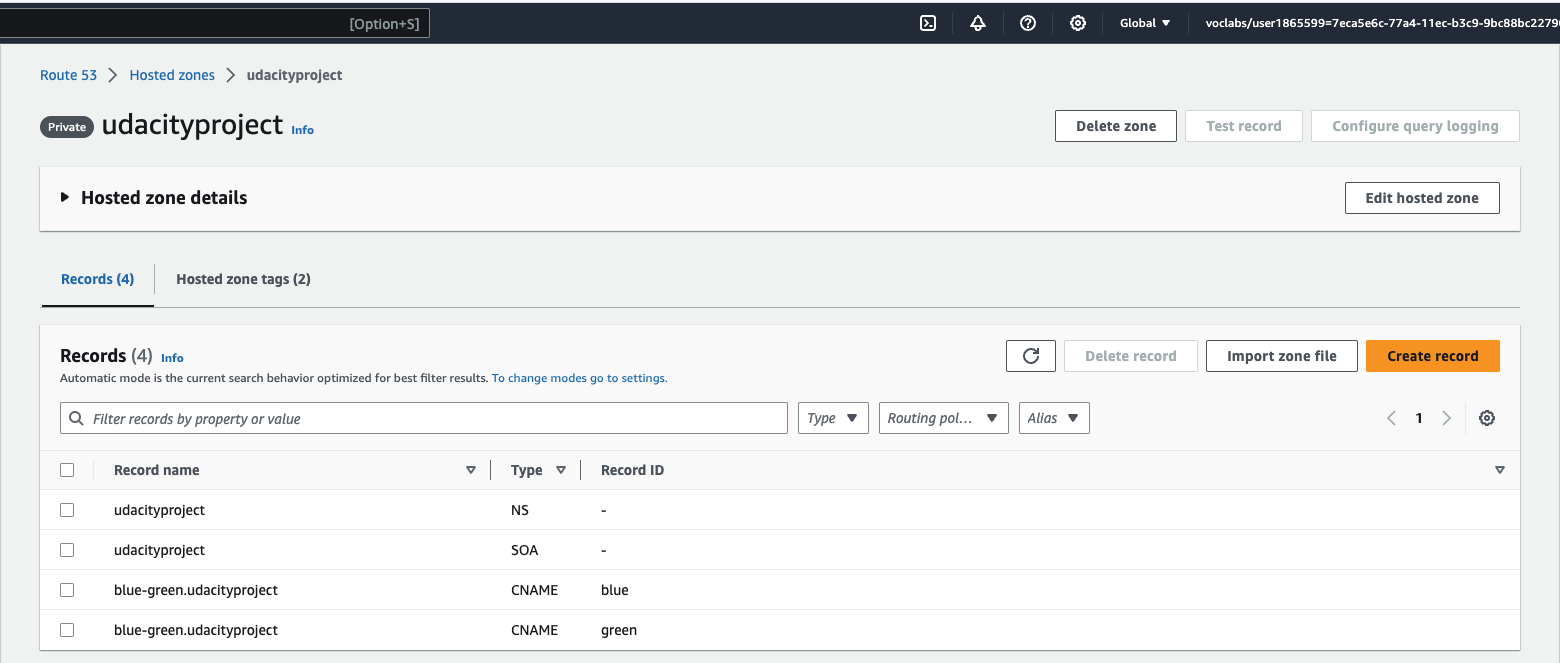 [Option+S] Global voclabs/user1865599=7eca5e6c-77a4-11ec-b3c9-9bc88bc2279
Route 53 Hosted zones udacityproject
Private udacityproject Info Delete zone Test record Configure query logging
Hosted zone details Edit hosted zone
Records (4) Hosted zone tags (2)
Records (4) Info Delete record Import zone file Create record
Automatic mode is the current search behavior optimized for best filter results. To change modes go to settings.
Filter records by property or value Type Routing pol... Alias 1
Record name Type Record ID
udacityproject NS -
udacityproject SOA -
blue-green.udacityproject CNAME blue
blue-green.udacityproject CNAME green